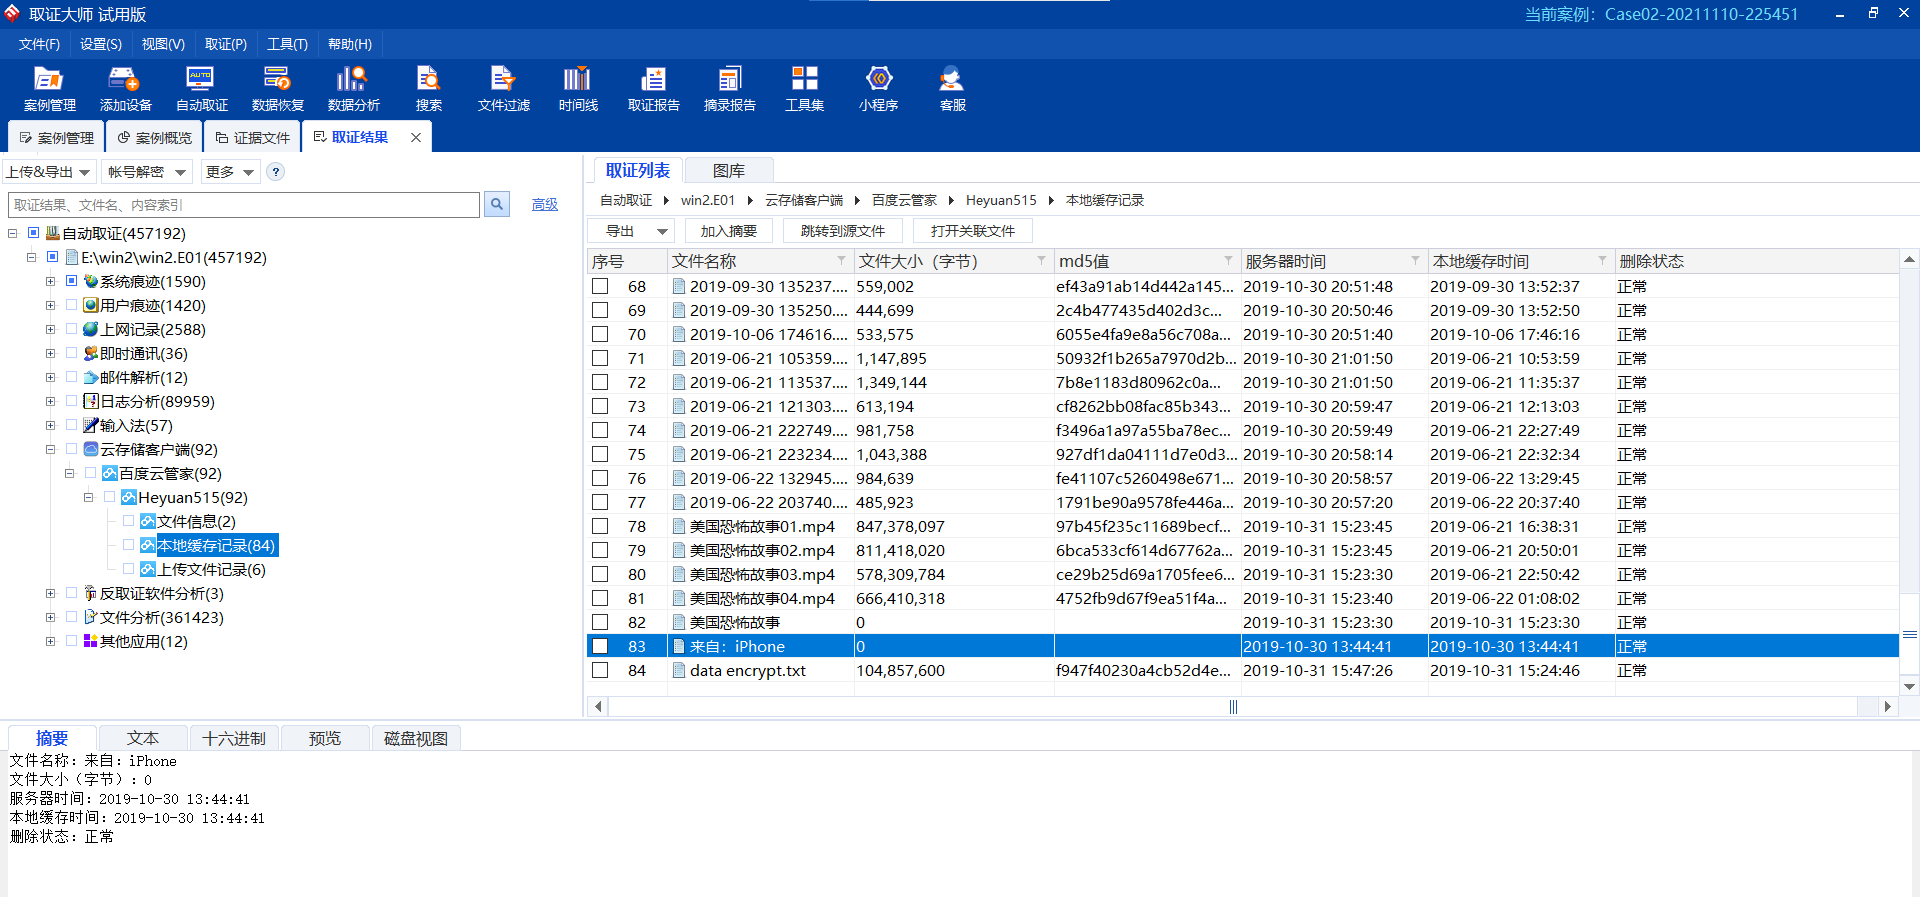 取证大师 试用版
当前案例：Case02-20211110-225451
文件(F) 设置(S) 视图(V) 取证(P) 工具(T) 帮助(H)
AUTO
案例管理 添加设备 自动取证 数据恢复 数据分析 搜索 文件过滤 时间线 取证报告 摘录报告 工具集 小程序 客服
案例管理 案例概览 证据文件 取证结果
上传&导出 帐号解密 更多 ?
取证结果、文件名、内容索引
高级
自动取证(457192)
E:\win2\win2.E01(457192)
系统痕迹(1590)
用户痕迹(1420)
上网记录(2588)
即时通讯(36)
邮件解析(12)
日志分析(89959)
输入法(57)
云存储客户端(92)
百度云管家(92)
Heyuan515(92)
文件信息(2)
本地缓存记录(84)
上传文件记录(6)
反取证软件分析(3)
文件分析(361423)
其他应用(12)
取证列表 图库
自动取证 win2.E01 云存储客户端 百度云管家 Heyuan515 本地缓存记录
导出 加入摘要 跳转到源文件 打开关联文件
序号 文件名称 文件大小（字节） md5值 服务器时间 本地缓存时间 删除状态
68 2019-09-30 135237.... 559,002 ef43a91ab14d442a145... 2019-10-30 20:51:48 2019-09-30 13:52:37 正常
69 2019-09-30 135250.... 444,699 2c4b477435d402d3c... 2019-10-30 20:50:46 2019-09-30 13:52:50 正常
70 2019-10-06 174616.... 533,575 6055e4fa9e8a56c708a... 2019-10-30 20:51:40 2019-10-06 17:46:16 正常
71 2019-06-21 105359.... 1,147,895 50932f1b265a7970d2b... 2019-10-30 21:01:50 2019-06-21 10:53:59 正常
72 2019-06-21 113537.... 1,349,144 7b8e1183d80962c0a... 2019-10-30 21:01:50 2019-06-21 11:35:37 正常
73 2019-06-21 121303.... 613,194 cf8262bb08fac85b343... 2019-10-30 20:59:47 2019-06-21 12:13:03 正常
74 2019-06-21 222749.... 981,758 f3496a1a97a55ba78ec... 2019-10-30 20:59:49 2019-06-21 22:27:49 正常
75 2019-06-21 223234.... 1,043,388 927df1da04111d7e0d3... 2019-10-30 20:58:14 2019-06-21 22:32:34 正常
76 2019-06-22 132945.... 984,639 fe41107c5260498e671... 2019-10-30 20:58:57 2019-06-22 13:29:45 正常
77 2019-06-22 203740.... 485,923 1791be90a9578fe446a... 2019-10-30 20:57:20 2019-06-22 20:37:40 正常
78 美国恐怖故事01.mp4 847,378,097 97b45f235c11689becf... 2019-10-31 15:23:45 2019-06-21 16:38:31 正常
79 美国恐怖故事02.mp4 811,418,020 6bca533cf614d67762a... 2019-10-31 15:23:45 2019-06-21 20:50:01 正常
80 美国恐怖故事03.mp4 578,309,784 ce29b25d69a1705fee6... 2019-10-31 15:23:30 2019-06-21 22:50:42 正常
81 美国恐怖故事04.mp4 666,410,318 4752fb9d67f9ea51f4a... 2019-10-31 15:23:40 2019-06-22 01:08:02 正常
82 美国恐怖故事 0 2019-10-31 15:23:30 2019-10-31 15:23:30 正常
83 来自：iPhone 0 2019-10-30 13:44:41 2019-10-30 13:44:41 正常
84 data encrypt.txt 104,857,600 f947f40230a4cb52d4e... 2019-10-31 15:47:26 2019-10-31 15:24:46 正常
摘要 文本 十六进制 预览 磁盘视图
文件名称：来自：iPhone
文件大小（字节）：0
服务器时间：2019-10-30 13:44:41
本地缓存时间：2019-10-30 13:44:41
删除状态：正常